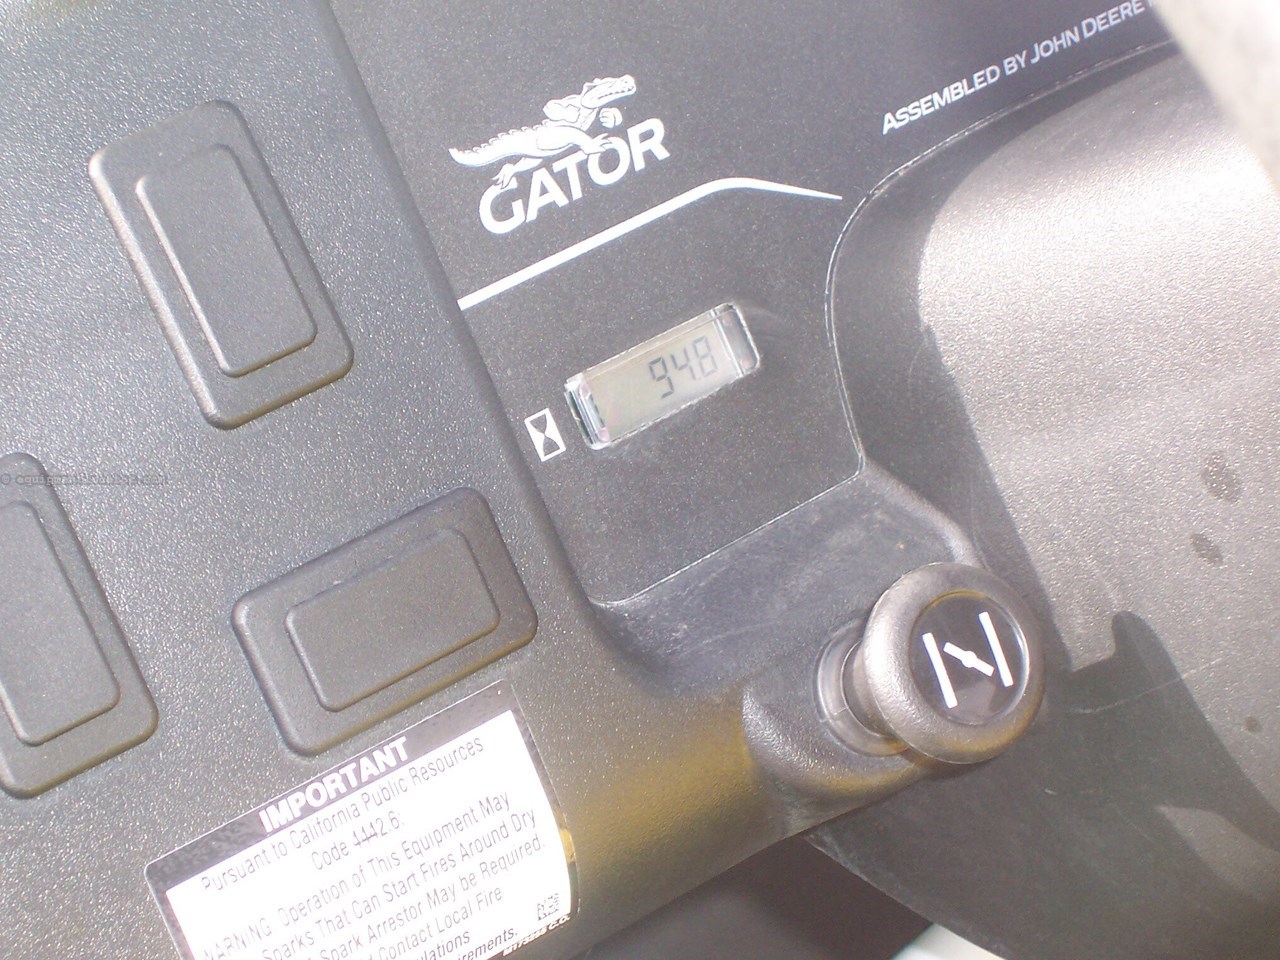 GATOR
ASSEMBLED BY JOHN DEERE
94.8
IMPORTANT
Pursuant to California Public Resources
Code 4442.6:
WARNING Operation of This Equipment May
Sparks That Can Start Fires Around Dry
Spark Arrestor May be Required.
Contact Local Fire